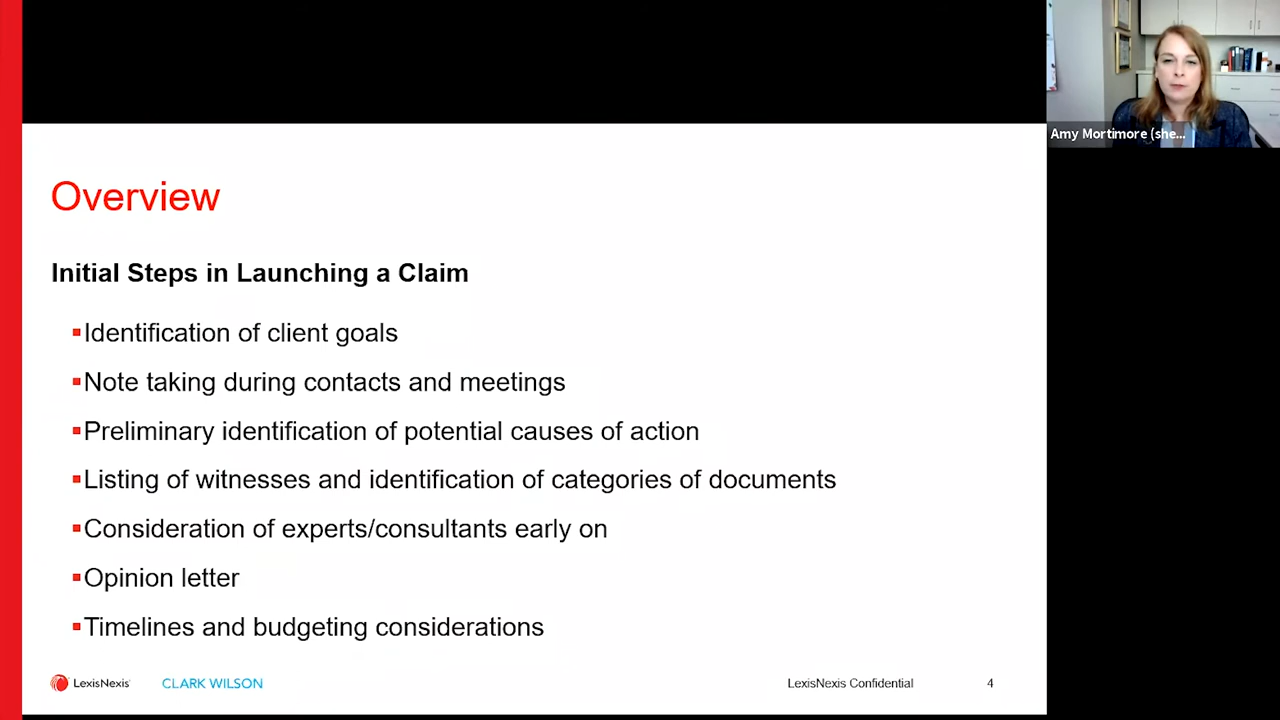 Overview
Initial Steps in Launching a Claim
Identification of client goals
Note taking during contacts and meetings
Preliminary identification of potential causes of action
Listing of witnesses and identification of categories of documents
Consideration of experts/consultants early on
Opinion letter
Timelines and budgeting considerations
LexisNexis CLARK WILSON LexisNexis Confidential 4
Amy Mortimore (she...